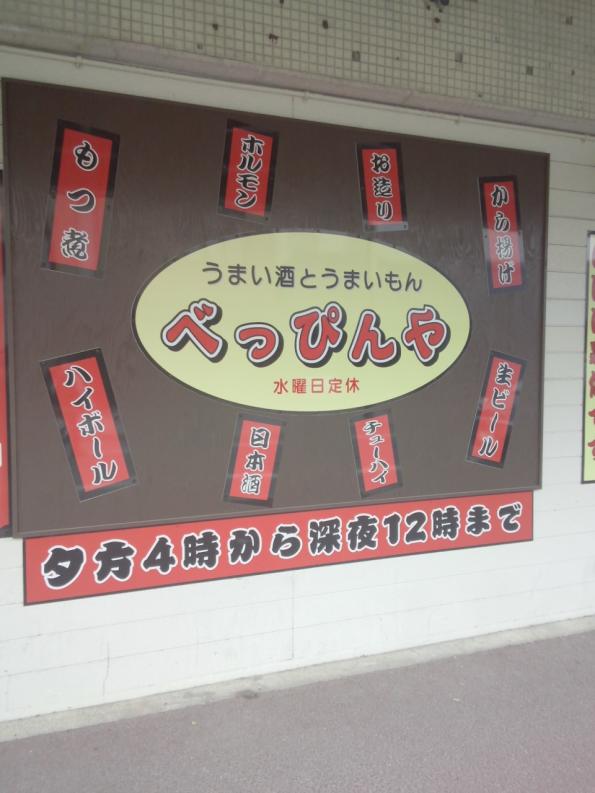 もつ煮
ホルモン
お造り
から揚げ
うまい酒とうまいもん
べっぴんや
水曜日定休
ハイボール
日本酒
チューハイ
生ビール
夕方4時から深夜12時まで